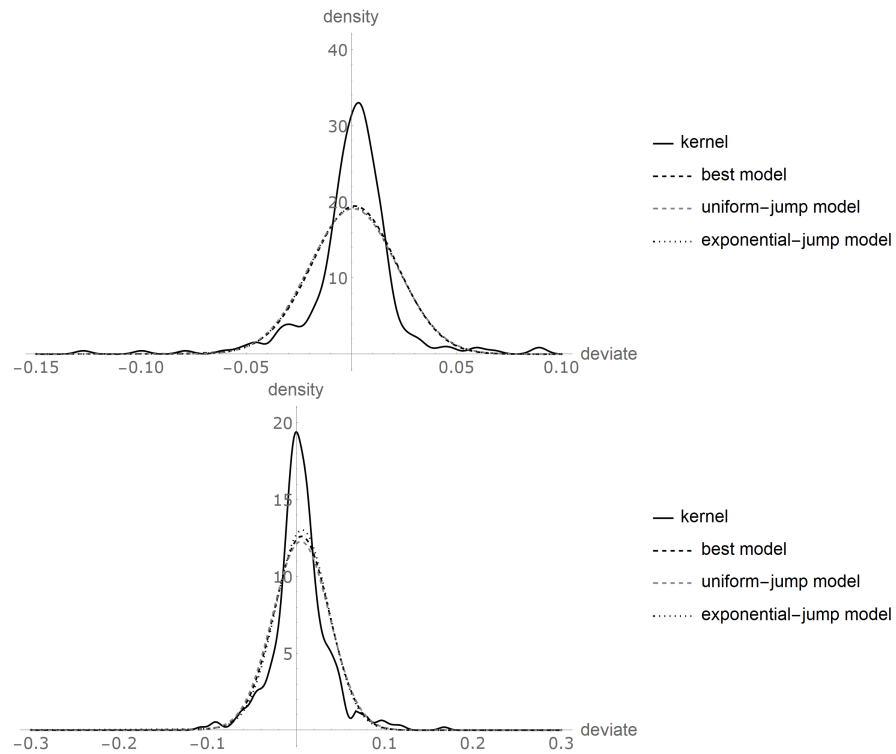 density
40
30
20
10
−0.15 −0.10 −0.05 0.05 0.10 deviate
kernel
best model
uniform−jump model
exponential−jump model
density
20
15
10
5
−0.3 −0.2 −0.1 0.1 0.2 0.3 deviate
kernel
best model
uniform−jump model
exponential−jump model